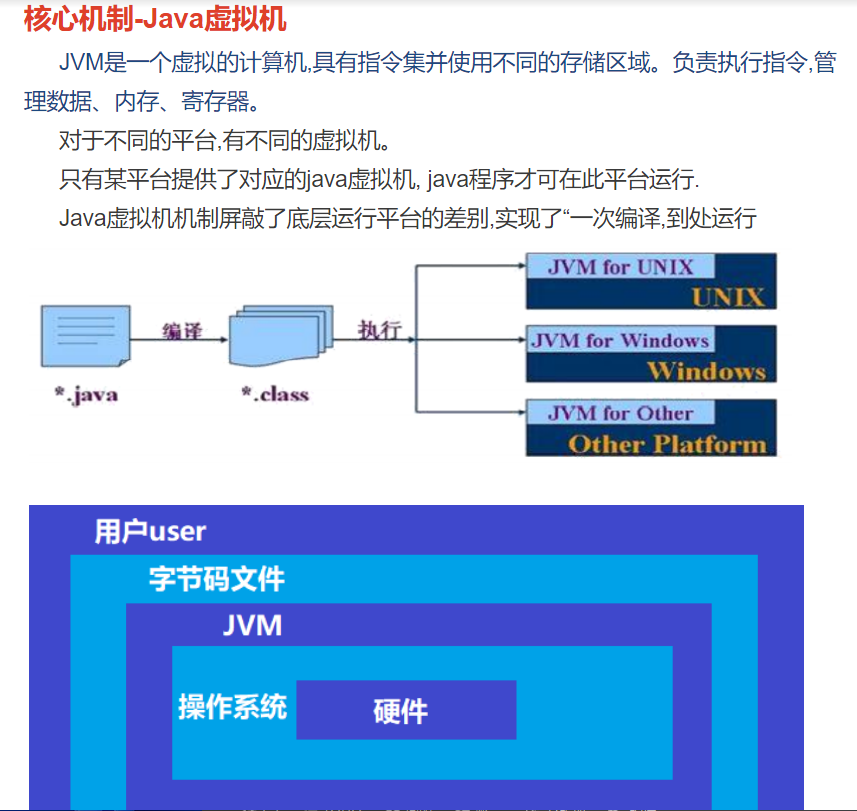 核心机制-Java虚拟机
JVM是一个虚拟的计算机,具有指令集并使用不同的存储区域。负责执行指令,管
理数据、内存、寄存器。
对于不同的平台,有不同的虚拟机。
只有某平台提供了对应的java虚拟机, java程序才可在此平台运行.
Java虚拟机机制屏敲了底层运行平台的差别,实现了“一次编译,到处运行
JVM for UNIX
UNIX
编译
执行
JVM for Windows
Windows
*.java
*.class
JVM for Other
Other Platform
用户user
字节码文件
JVM
操作系统
硬件